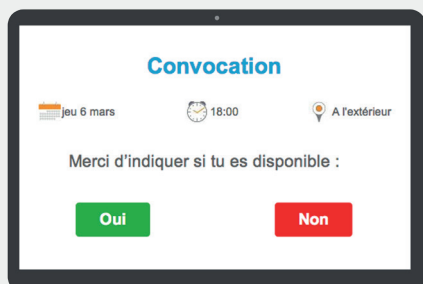 Convocation
jeu 6 mars 18:00 A l'extérieur
Merci d'indiquer si tu es disponible :
Oui Non